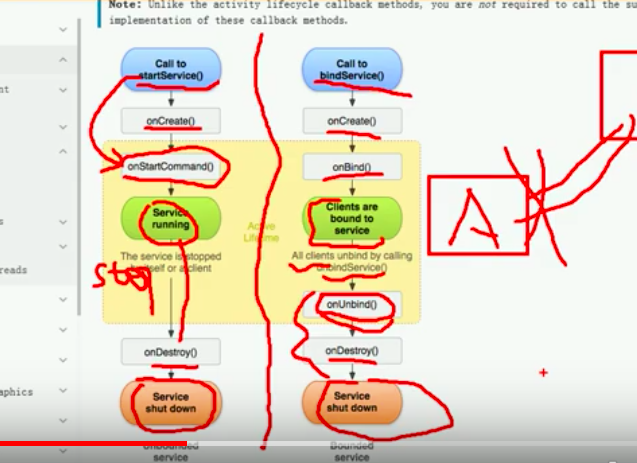 Note: Unlike the activity lifecycle callback methods, you are not required to call the su
implementation of these callback methods.
Call to
startService()
onCreate()
onStartCommand()
Service
running
The service is stopped
itself or a client
stop
onDestroy()
Service
shut down
Unbounded
service
Active
Lifetime
Call to
bindService()
onCreate()
onBind()
Clients are
bound to
service
All clients unbind by calling
unbindService()
onUnbind()
onDestroy()
Service
shut down
Bounded
service
A
nt
s
reads
aphics